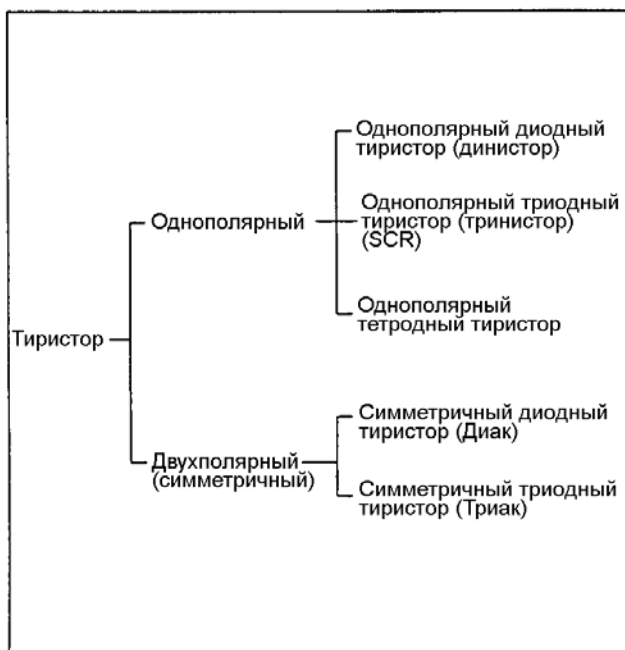 Однополярный диодный
тиристор (динистор)
Однополярный триодный
тиристор (тринистор)
(SCR)
Однополярный
Однополярный
тетродный тиристор
Тиристор
Симметричный диодный
тиристор (Диак)
Двухполярный
(симметричный)
Симметричный триодный
тиристор (Триак)